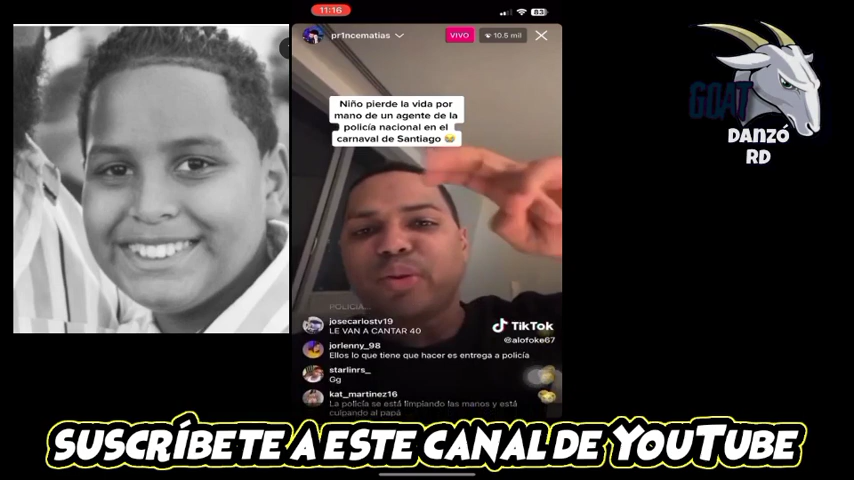 11:16
83
pr1ncematias
VIVO
10.5 mil
Niño pierde la vida por
mano de un agente de la
policía nacional en el
carnaval de Santiago 😭
GOAT
DANZÓ
RD
POLICIA...
josecarlostv19
LE VAN A CANTAR 40
TikTok
@alofoke67
jorlenny_98
Ellos lo que tiene que hacer es entrega a policía
starlinrs_
Gg
kat_martinez16
La policía se está limpiando las manos y está
culpando al papá
SUSCRÍBETE A ESTE CANAL DE YOUTUBE